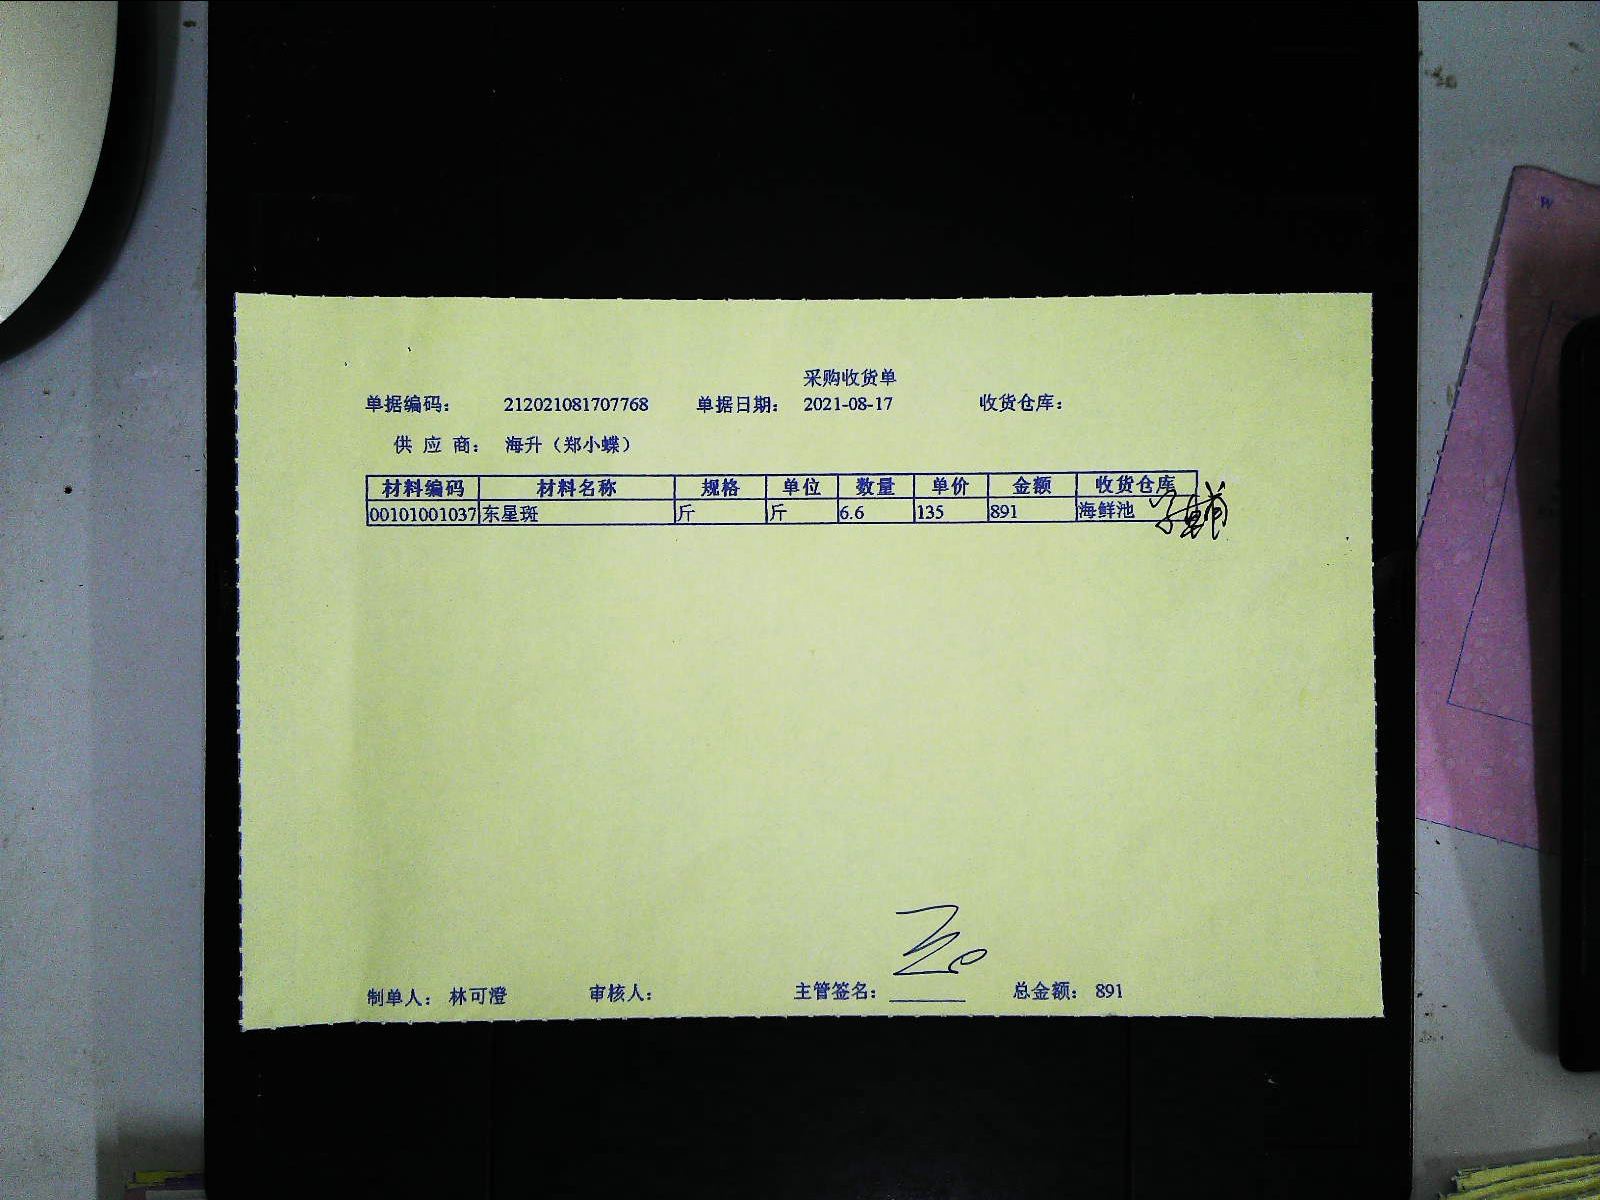 采购收货单
单据编码： 212021081707768 单据日期： 2021-08-17 收货仓库：
供 应 商： 海升（郑小蝶）
材料编码 材料名称 规格 单位 数量 单价 金额 收货仓库
00101001037 东星斑 斤 斤 6.6 135 891 海鲜池
制单人： 林可澄 审核人： 主管签名： 总金额： 891